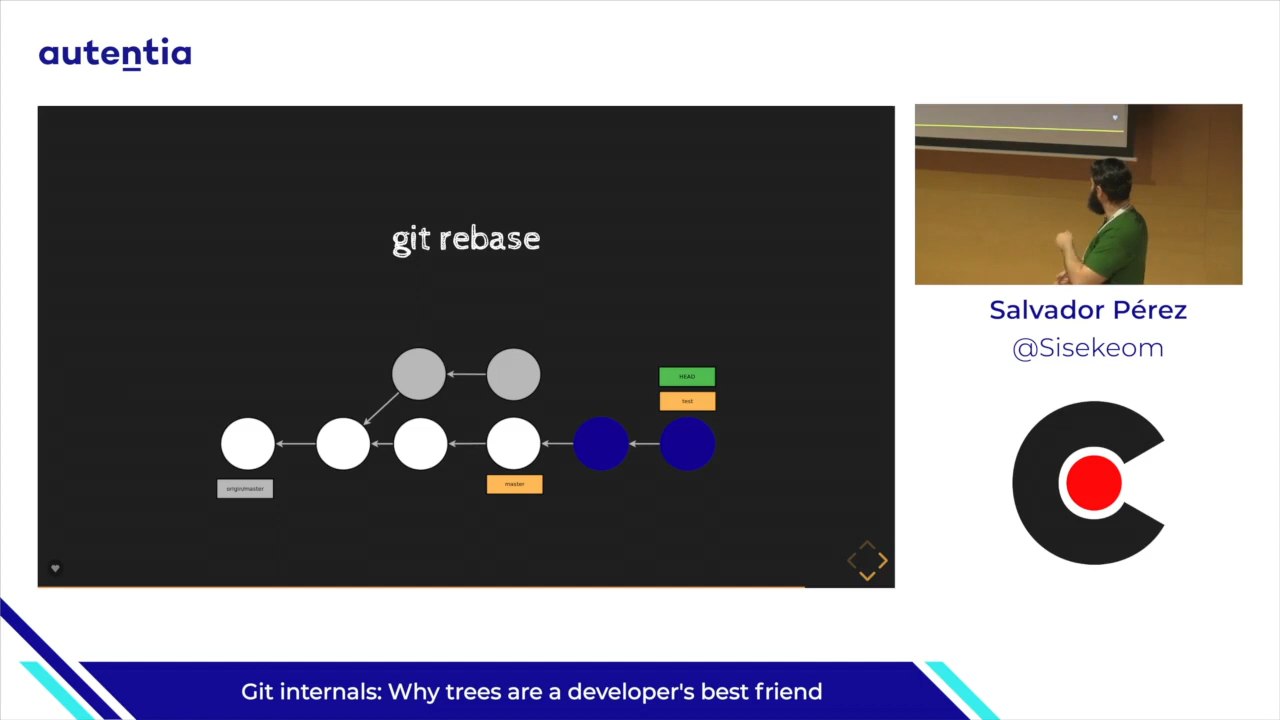 autentia
git rebase
HEAD
test
origin/master
master
Salvador Pérez
@Sisekeom
Git internals: Why trees are a developer's best friend